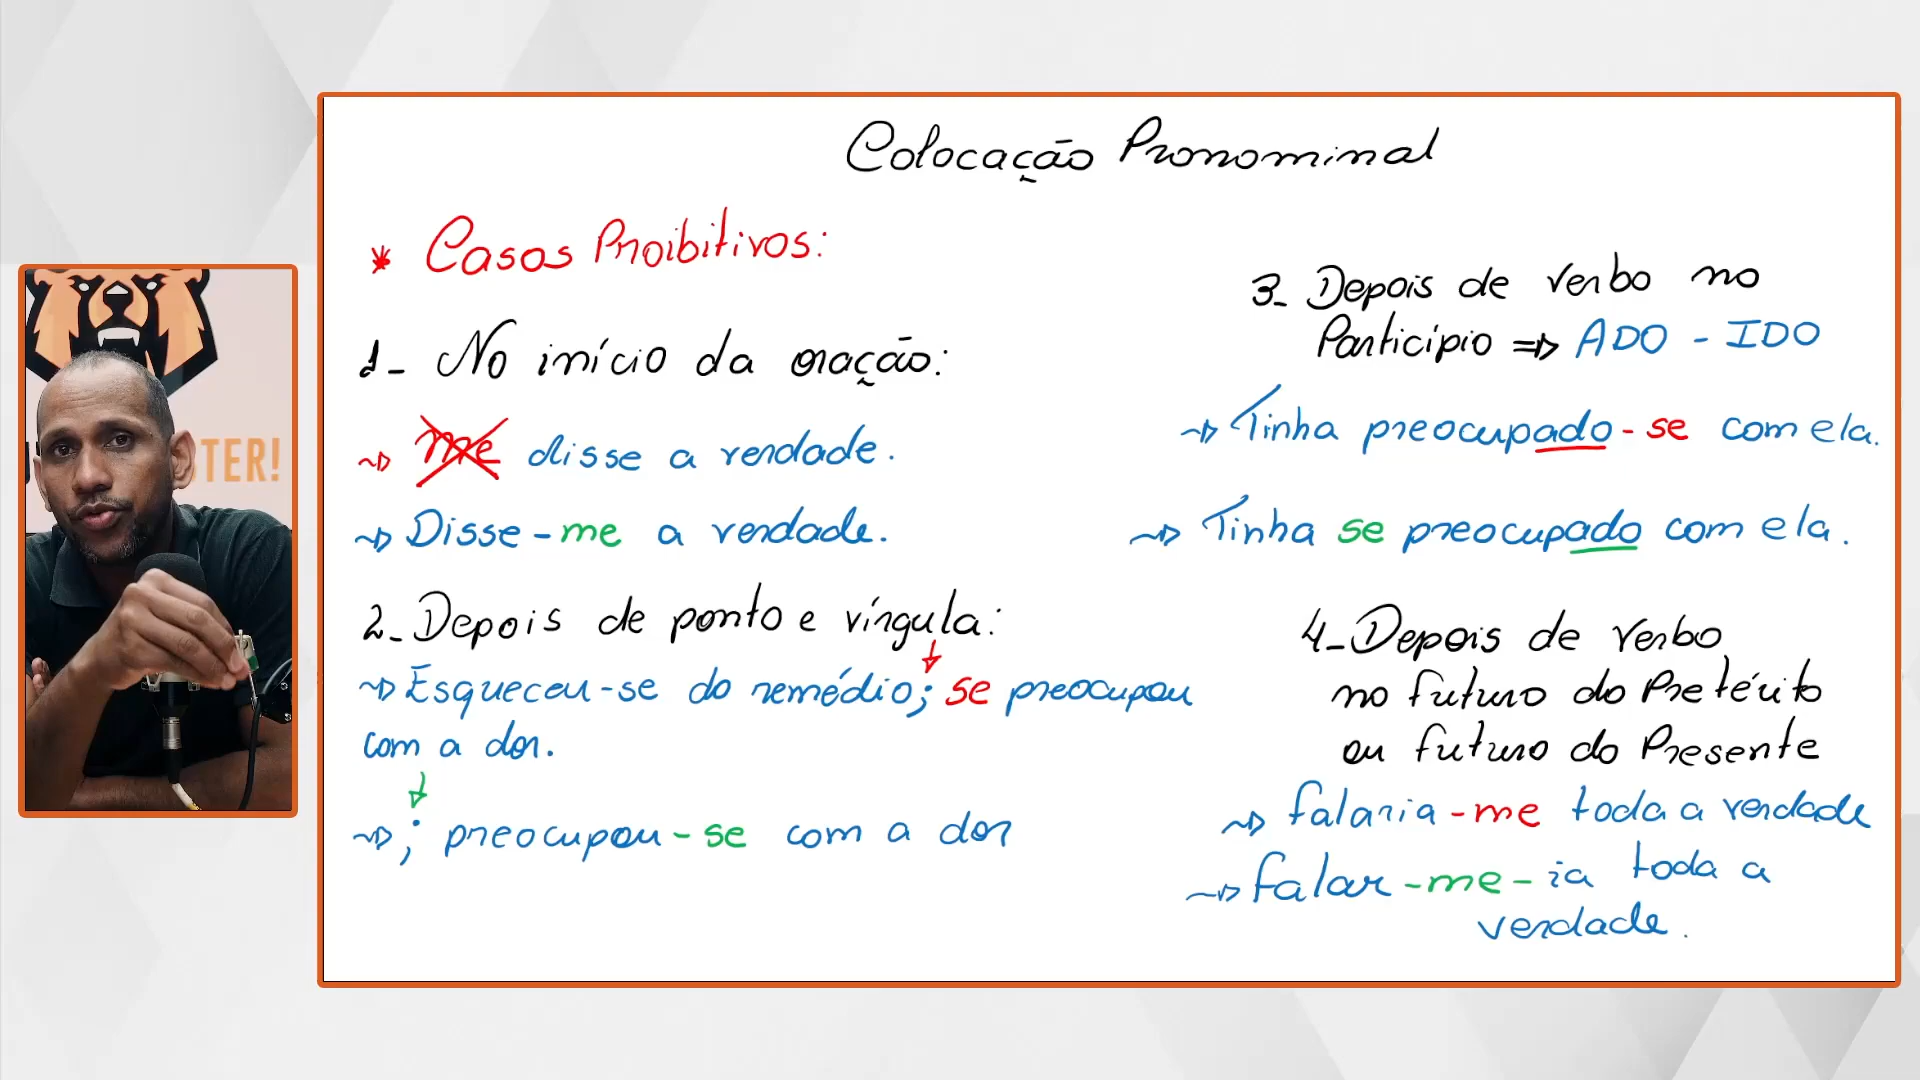 Colocação Pronominal
* Casos Proibitivos:
1- No início da oração:
~> me disse a verdade.
~> Disse-me a verdade.
2- Depois de ponto e vírgula:
~> Esqueceu-se do remédio; se preocupou
com a dor.
~> ; preocupou-se com a dor
3- Depois de verbo no
Particípio => ADO - IDO
~> Tinha preocupado-se com ela.
~> Tinha se preocupado com ela.
4- Depois de verbo
no futuro do Pretérito
ou futuro do Presente
~> falaria-me toda a verdade
~> falar-me-ia toda a
verdade.
TER!